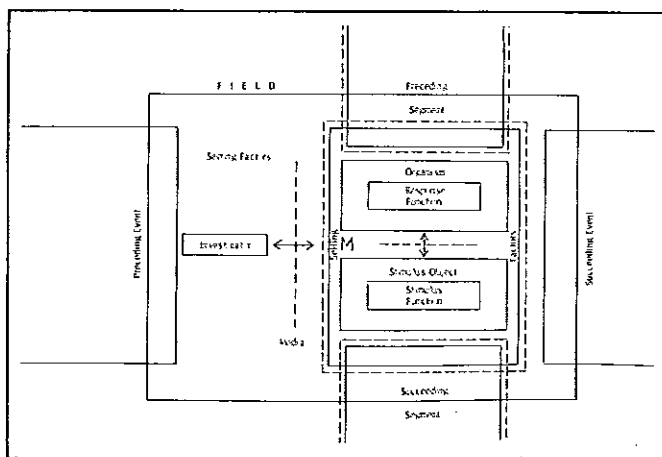 FIELD
Preceding
Segment
Setting Factors
Organism
Response
Function
Preceding Event
Investigator
Setting
M
Factors
Succeeding Event
Stimulus Object
Stimulus
Function
Media
Succeeding
Segment